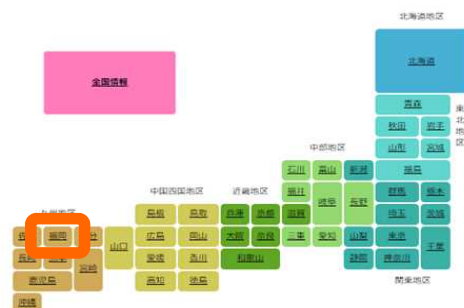 北海道地区
北海道
全国情報
青森
東北地区
秋田 岩手
山形 宮城
中部地区
石川 富山 新潟 福島
中国四国地区 近畿地区
福井 岐阜 長野 群馬 栃木
島根 鳥取 兵庫 京都 滋賀 埼玉 茨城
福岡 山口 広島 岡山 大阪 奈良 三重 愛知 山梨 東京 千葉
宮崎 愛媛 香川 和歌山 静岡 神奈川
鹿児島 高知 徳島 関東地区
沖縄